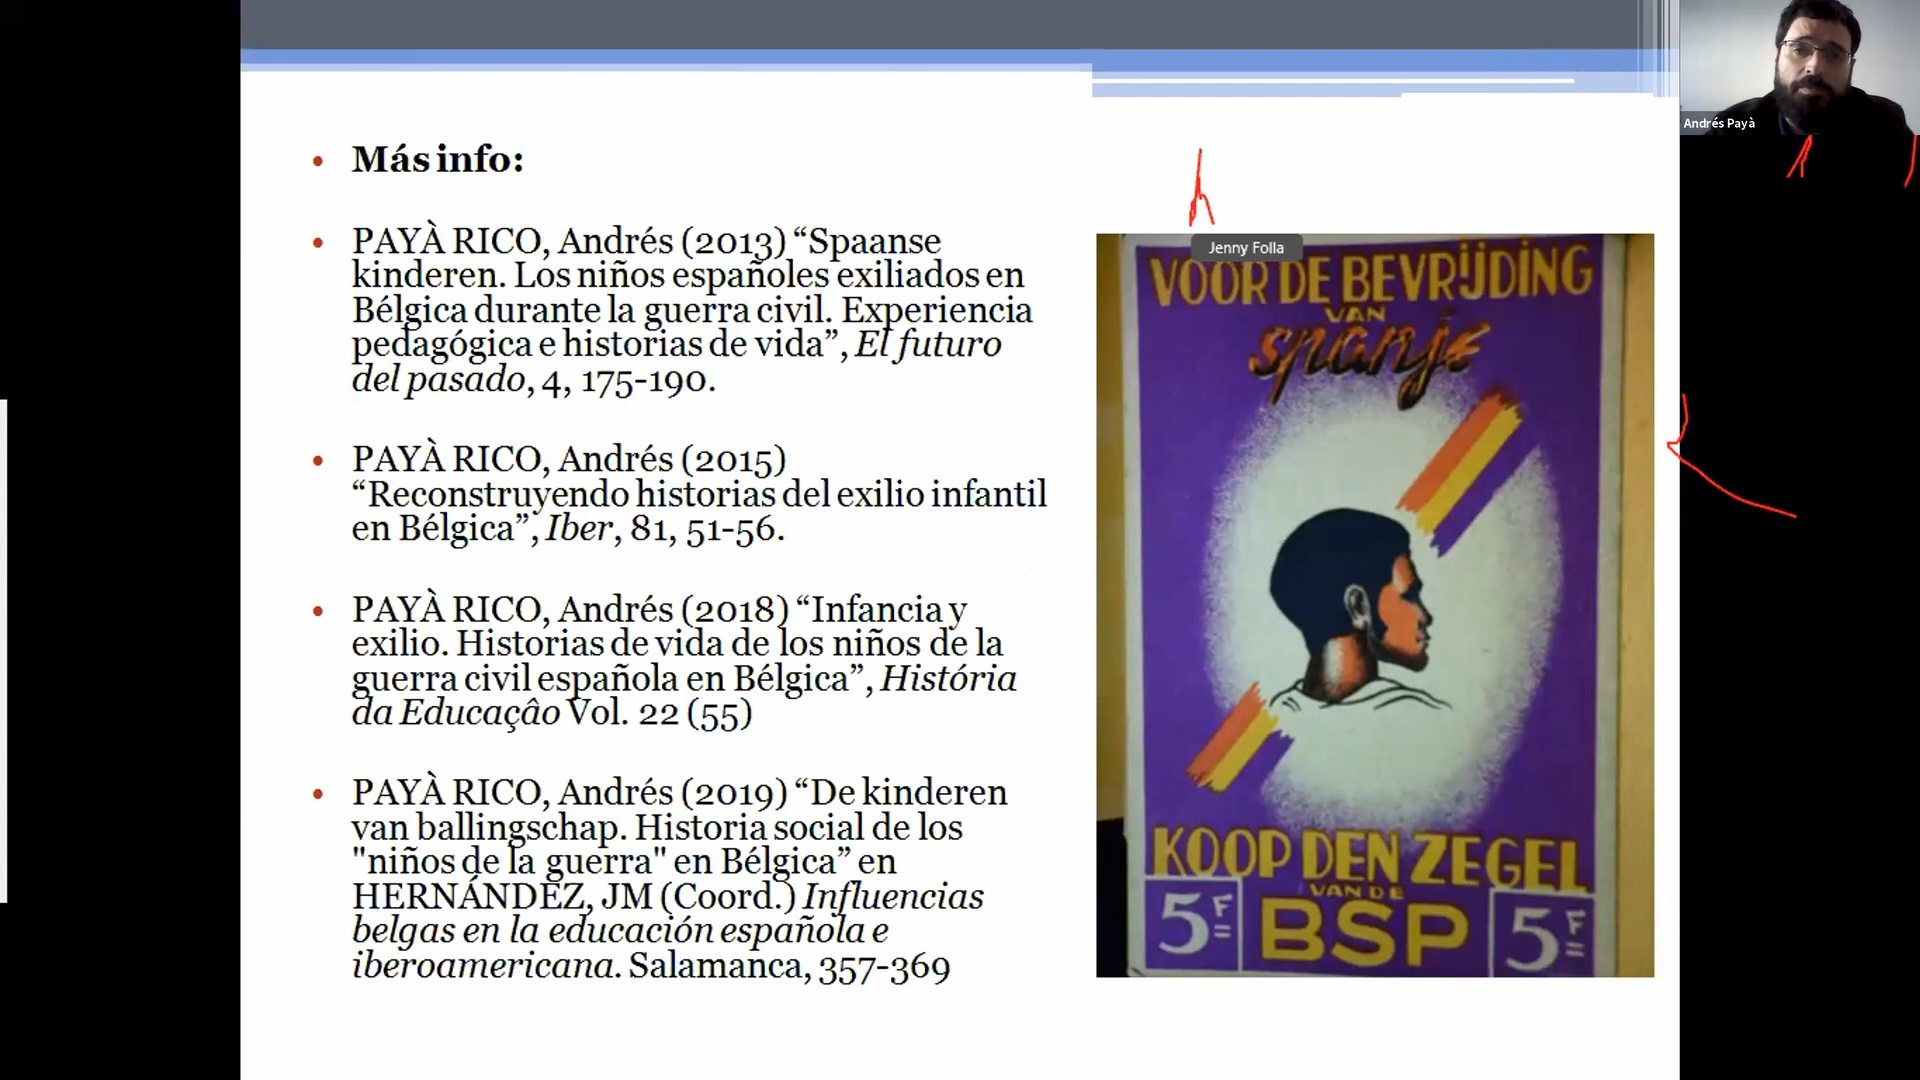 Más info:
PAYÀ RICO, Andrés (2013) “Spaanse
kinderen. Los niños españoles exiliados en
Bélgica durante la guerra civil. Experiencia
pedagógica e historias de vida”, El futuro
del pasado, 4, 175-190.
PAYÀ RICO, Andrés (2015)
“Reconstruyendo historias del exilio infantil
en Bélgica”, Iber, 81, 51-56.
PAYÀ RICO, Andrés (2018) “Infancia y
exilio. Historias de vida de los niños de la
guerra civil española en Bélgica”, História
da Educaçâo Vol. 22 (55)
PAYÀ RICO, Andrés (2019) “De kinderen
van ballingschap. Historia social de los
"niños de la guerra" en Bélgica” en
HERNÁNDEZ, JM (Coord.) Influencias
belgas en la educación española e
iberoamericana. Salamanca, 357-369
Jenny Folla
VOOR DE BEVRIJDING
VAN
spanje
KOOP DEN ZEGEL
VAN DE
5F BSP 5F
Andrés Payà